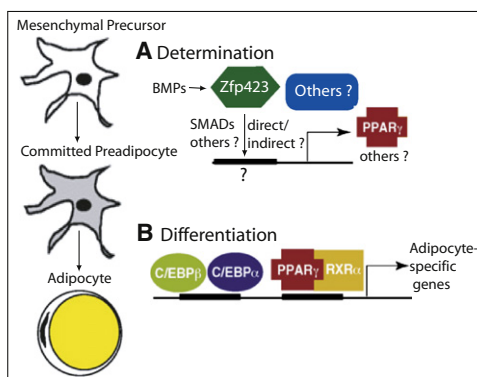 Mesenchymal Precursor
Committed Preadipocyte
Adipocyte
A Determination
BMPs
Zfp423
Others ?
SMADs
others ?
direct/
indirect ?
?
PPARγ
others ?
B Differentiation
C/EBPβ
C/EBPα
PPARγ
RXRα
Adipocyte-
specific
genes